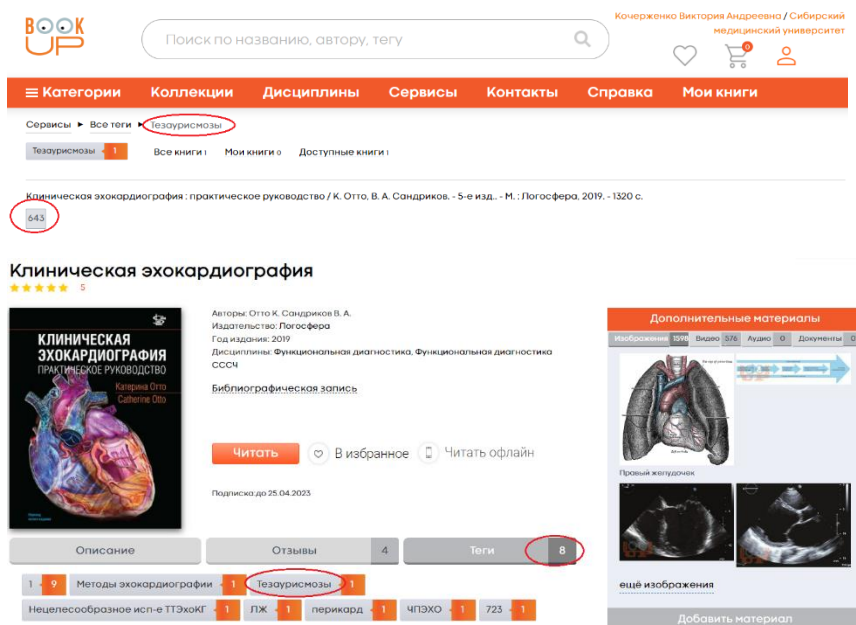 BOOK
UP
Поиск по названию, автору, тегу
Кочерженко Виктория Андреевна / Сибирский
медицинский университет
0
Категории Коллекции Дисциплины Сервисы Контакты Справка Мои книги
Сервисы ► Все теги ► Тезаурисмозы
Тезаурисмозы 1 Все книги 1 Мои книги 0 Доступные книги 1
Клиническая эхокардиография : практическое руководство / К. Отто, В. А. Сандриков. - 5-е изд.. - М. : Логосфера, 2019. - 1320 с.
643
Клиническая эхокардиография
5
КЛИНИЧЕСКАЯ
ЭХОКАРДИОГРАФИЯ
ПРАКТИЧЕСКОЕ РУКОВОДСТВО
Катерина Отто
Catherine Otto
Авторы: Отто К. Сандриков В. А.
Издательство: Логосфера
Год издания: 2019
Дисциплины: Функциональная диагностика, Функциональная диагностика
СССЧ
Библиографическая запись
Читать В избранное Читать офлайн
Подписка:до 25.04.2023
Дополнительные материалы
Изображения 1598 Видео 576 Аудио 0 Документы 0
Правый желудочек
ещё изображения
Добавить материал
Описание Отзывы 4 Теги 8
1 9 Методы эхокардиографии 1 Тезаурисмозы 1
Нецелесообразное исп-е ТТЭхоКГ 1 ЛЖ 1 перикард 1 ЧПЭХО 1 723 1